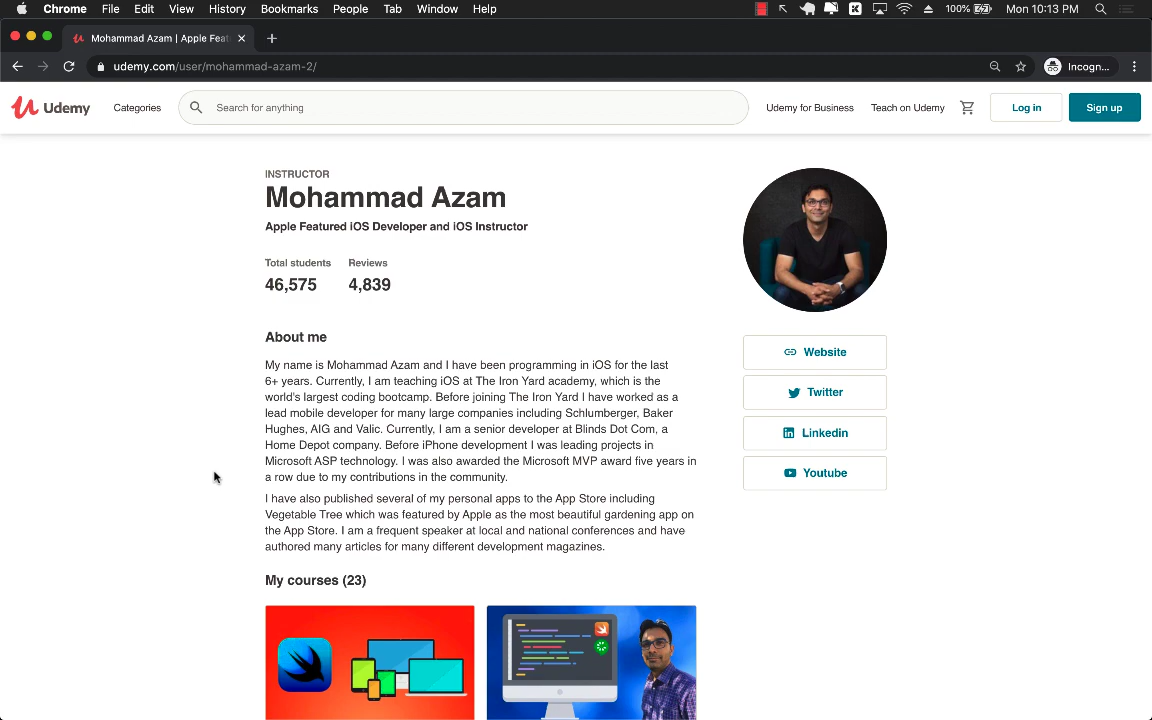 Chrome File Edit View History Bookmarks People Tab Window Help 100% Mon 10:13 PM
Mohammad Azam | Apple Feat
udemy.com/user/mohammad-azam-2/ Incogn...
Udemy Categories Search for anything Udemy for Business Teach on Udemy Log in Sign up
INSTRUCTOR
Mohammad Azam
Apple Featured iOS Developer and iOS Instructor
Total students Reviews
46,575 4,839
About me
My name is Mohammad Azam and I have been programming in iOS for the last
6+ years. Currently, I am teaching iOS at The Iron Yard academy, which is the
world's largest coding bootcamp. Before joining The Iron Yard I have worked as a
lead mobile developer for many large companies including Schlumberger, Baker
Hughes, AIG and Valic. Currently, I am a senior developer at Blinds Dot Com, a
Home Depot company. Before iPhone development I was leading projects in
Microsoft ASP technology. I was also awarded the Microsoft MVP award five years in
a row due to my contributions in the community.
I have also published several of my personal apps to the App Store including
Vegetable Tree which was featured by Apple as the most beautiful gardening app on
the App Store. I am a frequent speaker at local and national conferences and have
authored many articles for many different development magazines.
My courses (23)
Website
Twitter
Linkedin
Youtube